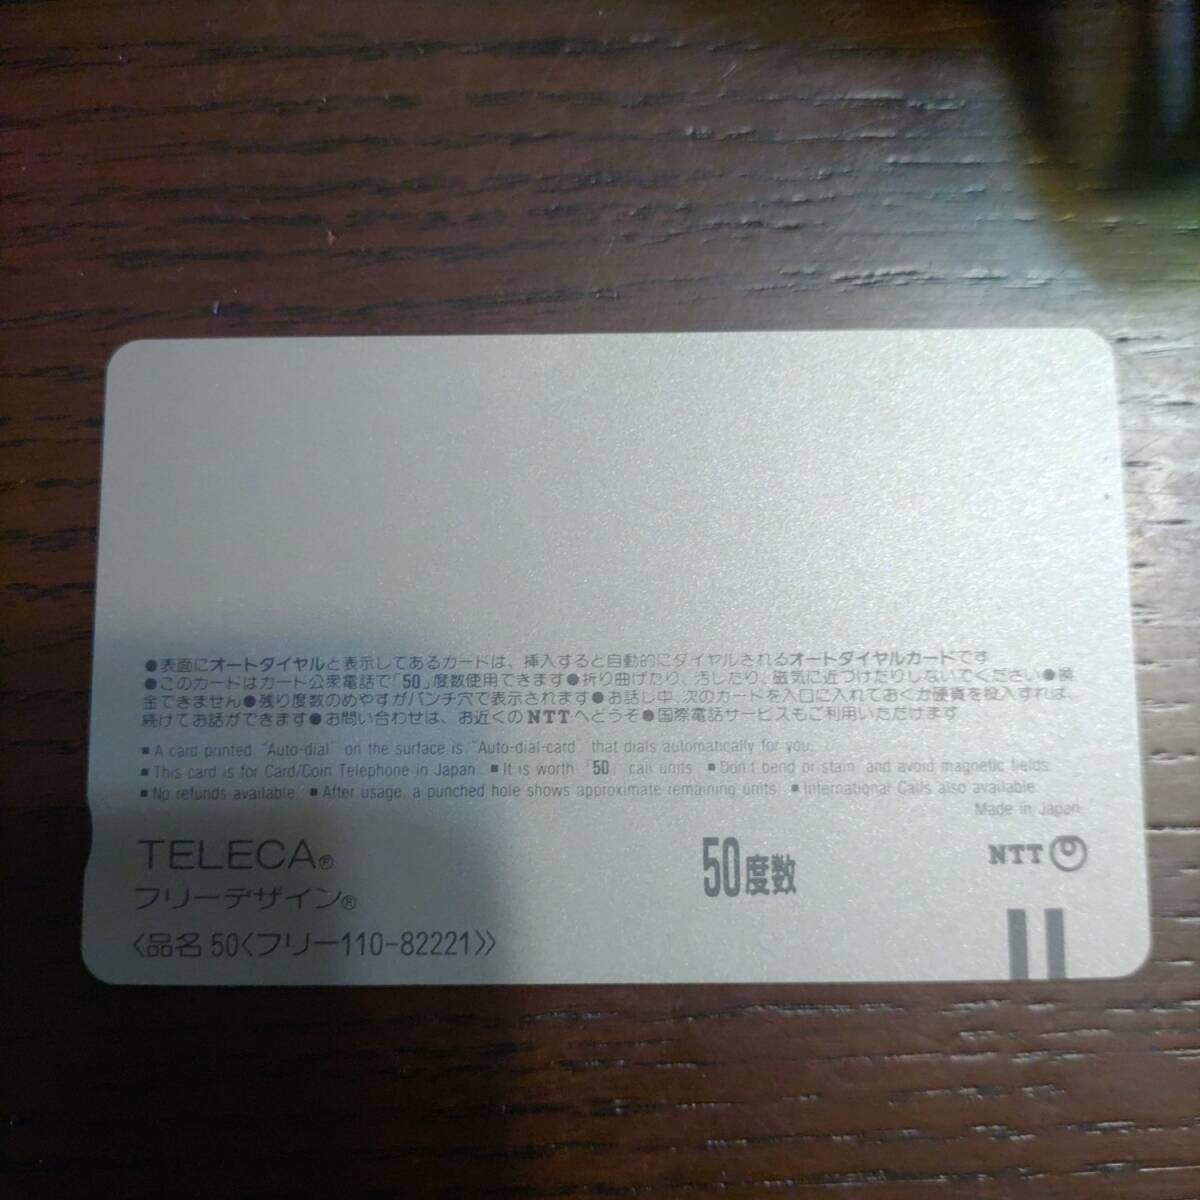 ●表面にオートダイヤルと表示してあるカードは、挿入すると自動的にダイヤルされるオートダイヤルカードです
●このカードはカード公衆電話で「50」度数使用できます●折り曲げたり、汚したり、磁気に近づけたりしないでください●換
金できません●残り度数のめやすがパンチ穴で表示されます●お話し中、次のカードを入口に入れておくか硬貨を投入すれば、
続けてお話ができます●お問い合わせは、お近くのNTTへどうぞ●国際電話サービスもご利用いただけます
■A card printed "Auto-dial" on the surface is "Auto-dial-card" that dials automatically for you.
■This card is for Card/Coin Telephone in Japan. ■It is worth 「50」 call units. ■Don't bend or stain, and avoid magnetic fields.
■No refunds available. ■After usage, a punched hole shows approximate remaining units. ■International Calls also available.
Made in Japan
TELECA®
フリーデザイン®
〈品名 50〈フリー110-82221〉〉
50度数
NTT